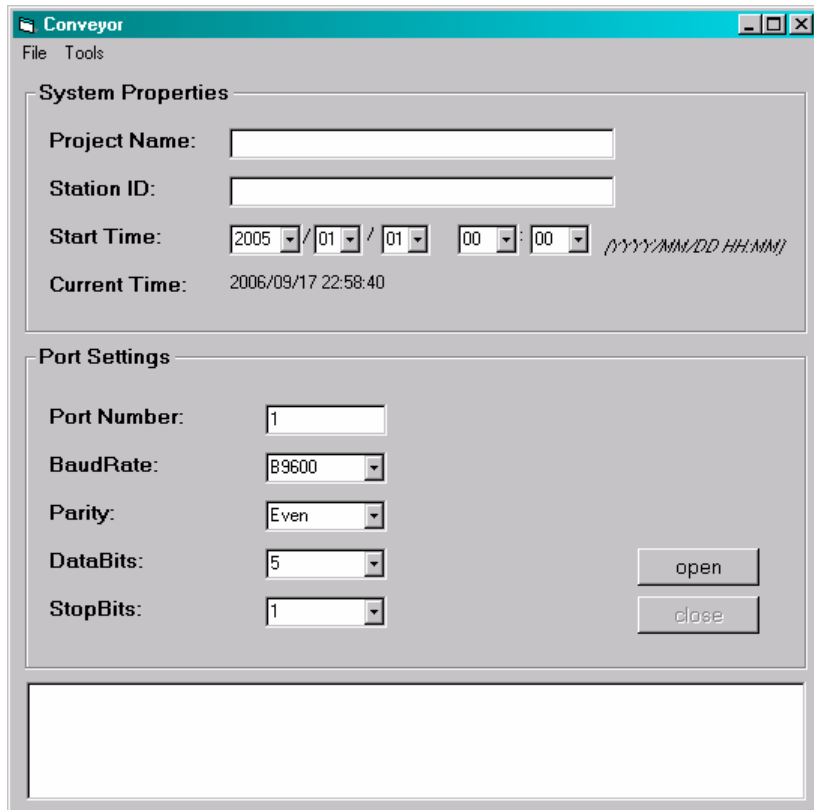 Conveyor
File Tools
System Properties
Project Name:
Station ID:
Start Time: 2005 / 01 / 01 00 : 00 (YYYY/MM/DD HH:MM)
Current Time: 2006/09/17 22:58:40
Port Settings
Port Number: 1
BaudRate: B9600
Parity: Even
DataBits: 5
open
StopBits: 1
close